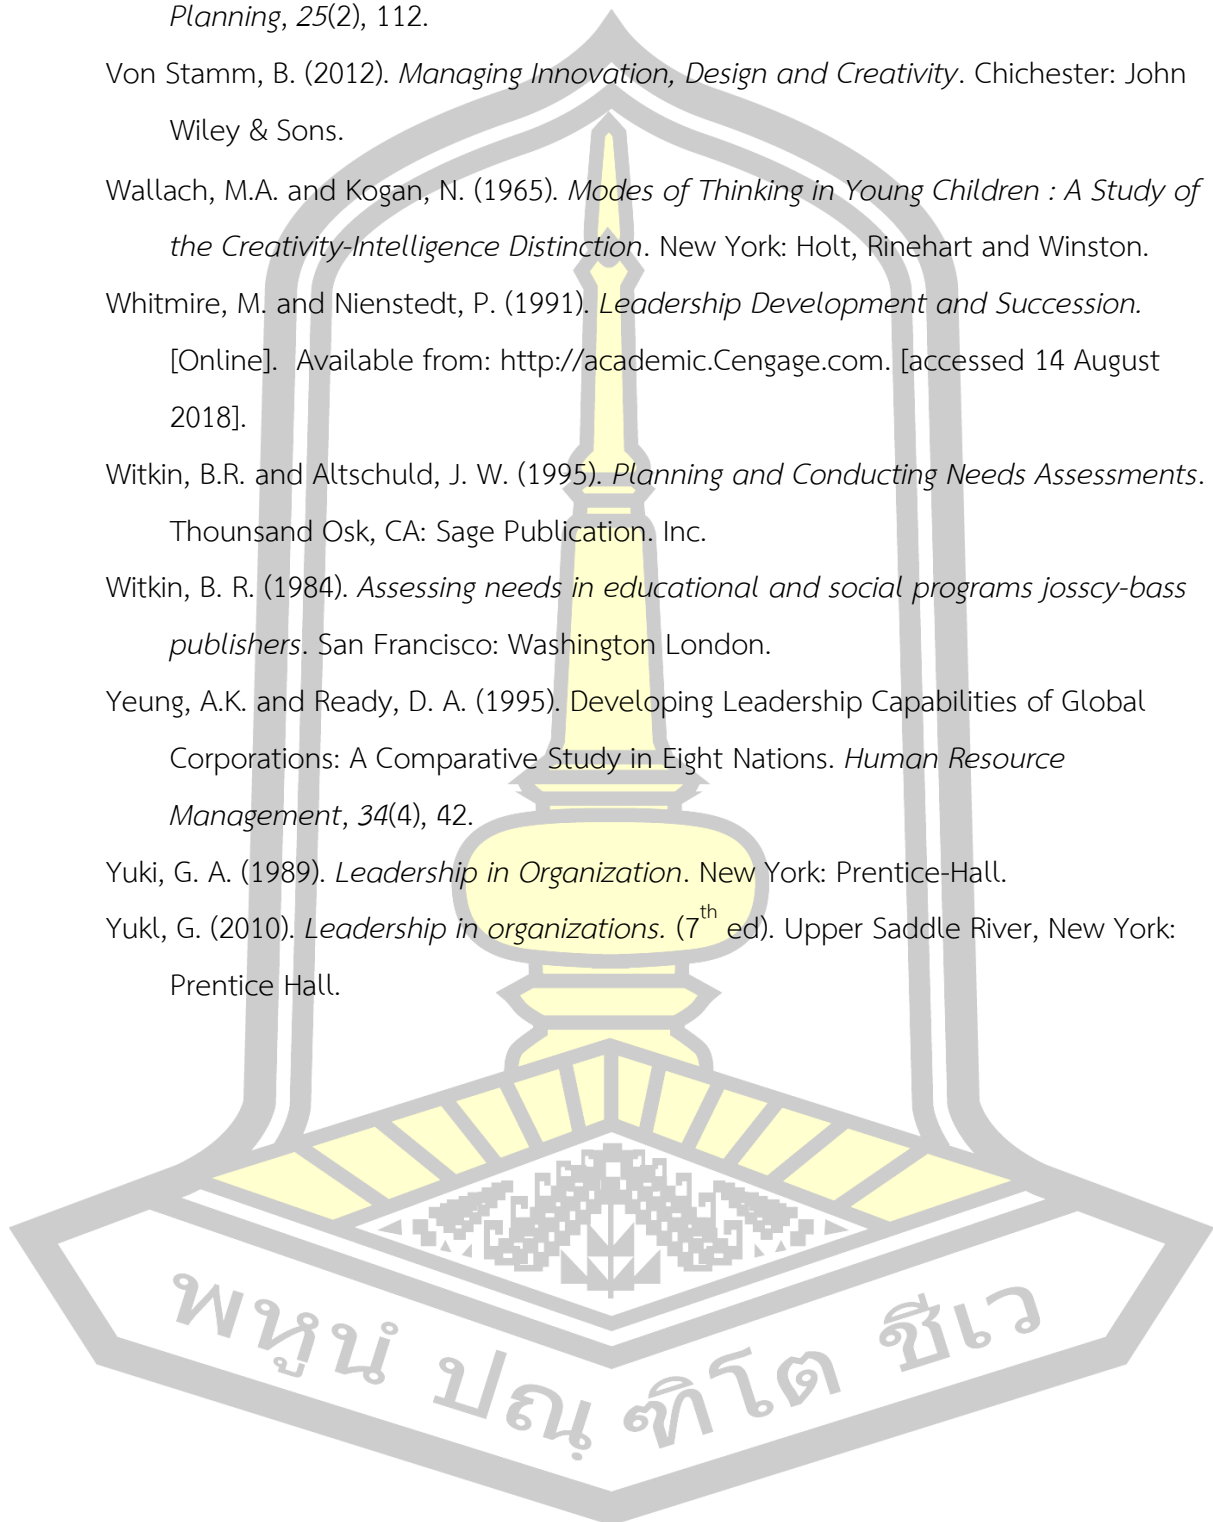 Planning, 25(2), 112.
Von Stamm, B. (2012). Managing Innovation, Design and Creativity. Chichester: John
Wiley & Sons.
Wallach, M.A. and Kogan, N. (1965). Modes of Thinking in Young Children : A Study of
the Creativity-Intelligence Distinction. New York: Holt, Rinehart and Winston.
Whitmire, M. and Nienstedt, P. (1991). Leadership Development and Succession.
[Online].  Available from: http://academic.Cengage.com. [accessed 14 August
2018].
Witkin, B.R. and Altschuld, J. W. (1995). Planning and Conducting Needs Assessments.
Thounsand Osk, CA: Sage Publication. Inc.
Witkin, B. R. (1984). Assessing needs in educational and social programs josscy-bass
publishers. San Francisco: Washington London.
Yeung, A.K. and Ready, D. A. (1995). Developing Leadership Capabilities of Global
Corporations: A Comparative Study in Eight Nations. Human Resource
Management, 34(4), 42.
Yuki, G. A. (1989). Leadership in Organization. New York: Prentice-Hall.
Yukl, G. (2010). Leadership in organizations. (7th ed). Upper Saddle River, New York:
Prentice Hall.
พหูนํ ปณฺ ฑิโต ชีเว